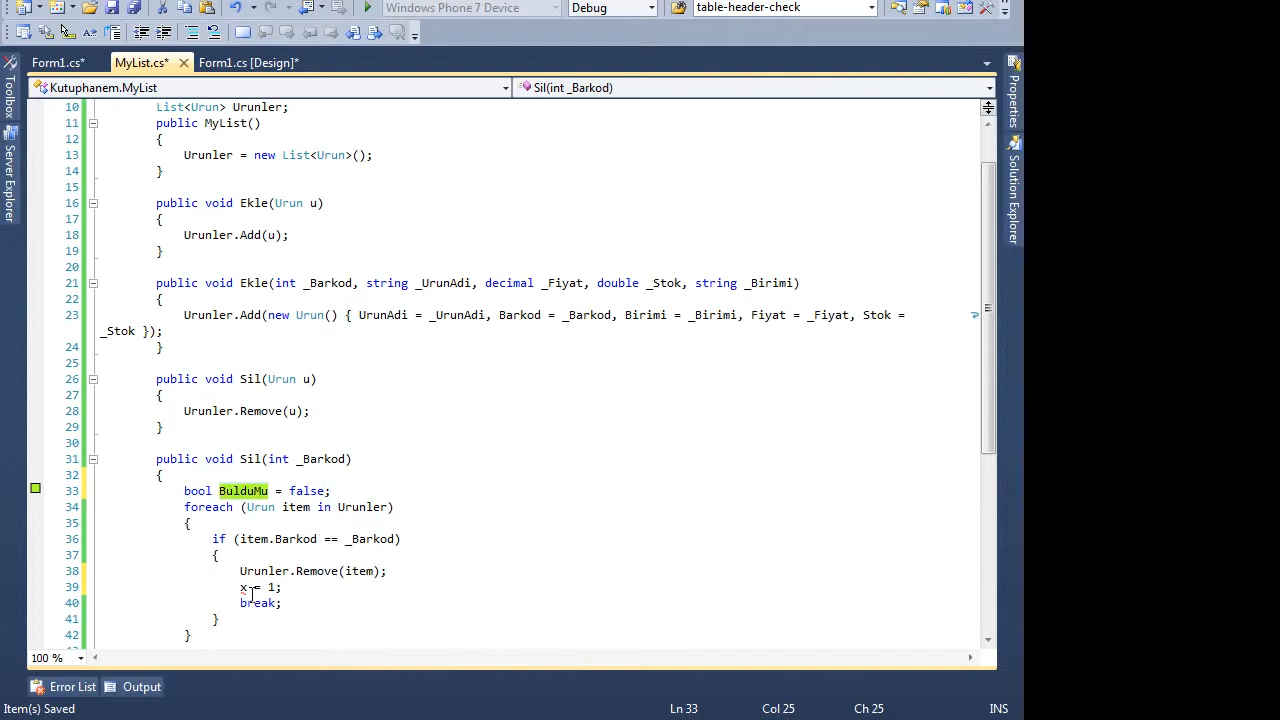 Windows Phone 7 Device
Debug
table-header-check
Form1.cs*
MyList.cs*
Form1.cs [Design]*
Kutuphanem.MyList
Sil(int _Barkod)
10 List<Urun> Urunler;
11 public MyList()
12 {
13 Urunler = new List<Urun>();
14 }
15
16 public void Ekle(Urun u)
17 {
18 Urunler.Add(u);
19 }
20
21 public void Ekle(int _Barkod, string _UrunAdi, decimal _Fiyat, double _Stok, string _Birimi)
22 {
23 Urunler.Add(new Urun() { UrunAdi = _UrunAdi, Barkod = _Barkod, Birimi = _Birimi, Fiyat = _Fiyat, Stok =
_Stok });
24 }
25
26 public void Sil(Urun u)
27 {
28 Urunler.Remove(u);
29 }
30
31 public void Sil(int _Barkod)
32 {
33 bool BulduMu = false;
34 foreach (Urun item in Urunler)
35 {
36 if (item.Barkod == _Barkod)
37 {
38 Urunler.Remove(item);
39 x = 1;
40 break;
41 }
42 }
100 %
Error List
Output
Item(s) Saved
Ln 33
Col 25
Ch 25
INS
Toolbox
Server Explorer
Properties
Solution Explorer